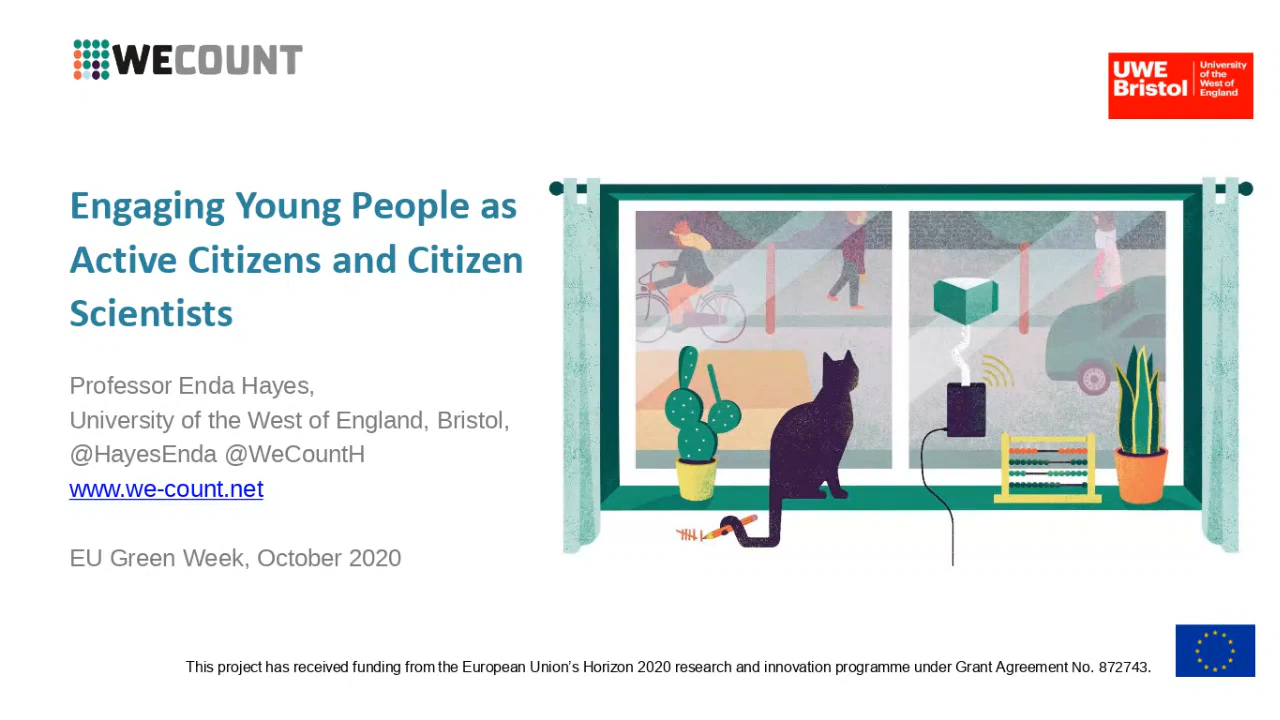 WECOUNT
UWE Bristol
University of the West of England
Engaging Young People as
Active Citizens and Citizen
Scientists
Professor Enda Hayes,
University of the West of England, Bristol,
@HayesEnda @WeCountH
www.we-count.net
EU Green Week, October 2020
This project has received funding from the European Union’s Horizon 2020 research and innovation programme under Grant Agreement No. 872743.